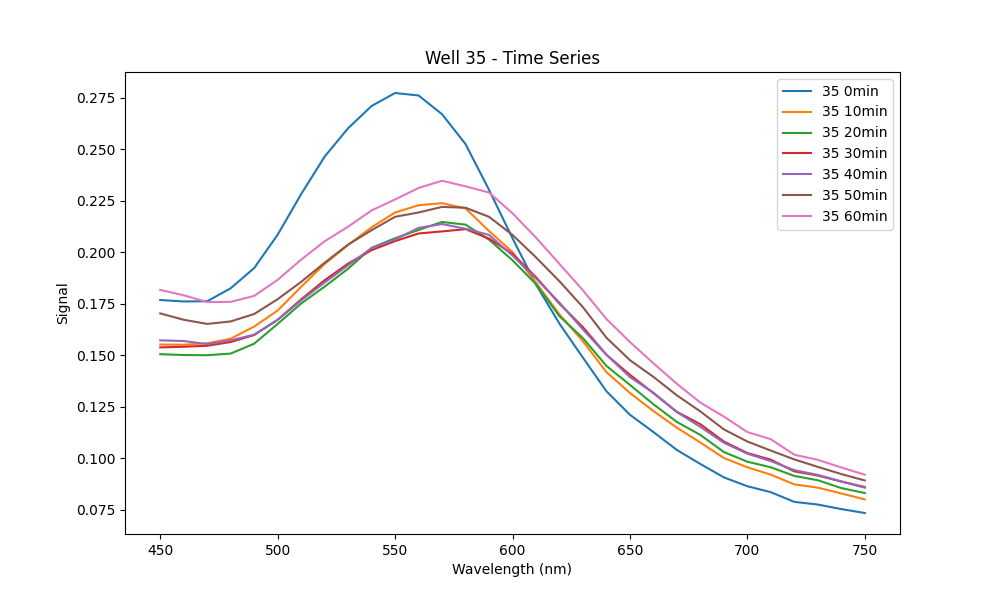 Well 35 - Time Series
35 0min
35 10min
35 20min
35 30min
35 40min
35 50min
35 60min
Signal
0.275
0.250
0.225
0.200
0.175
0.150
0.125
0.100
0.075
450 500 550 600 650 700 750
Wavelength (nm)